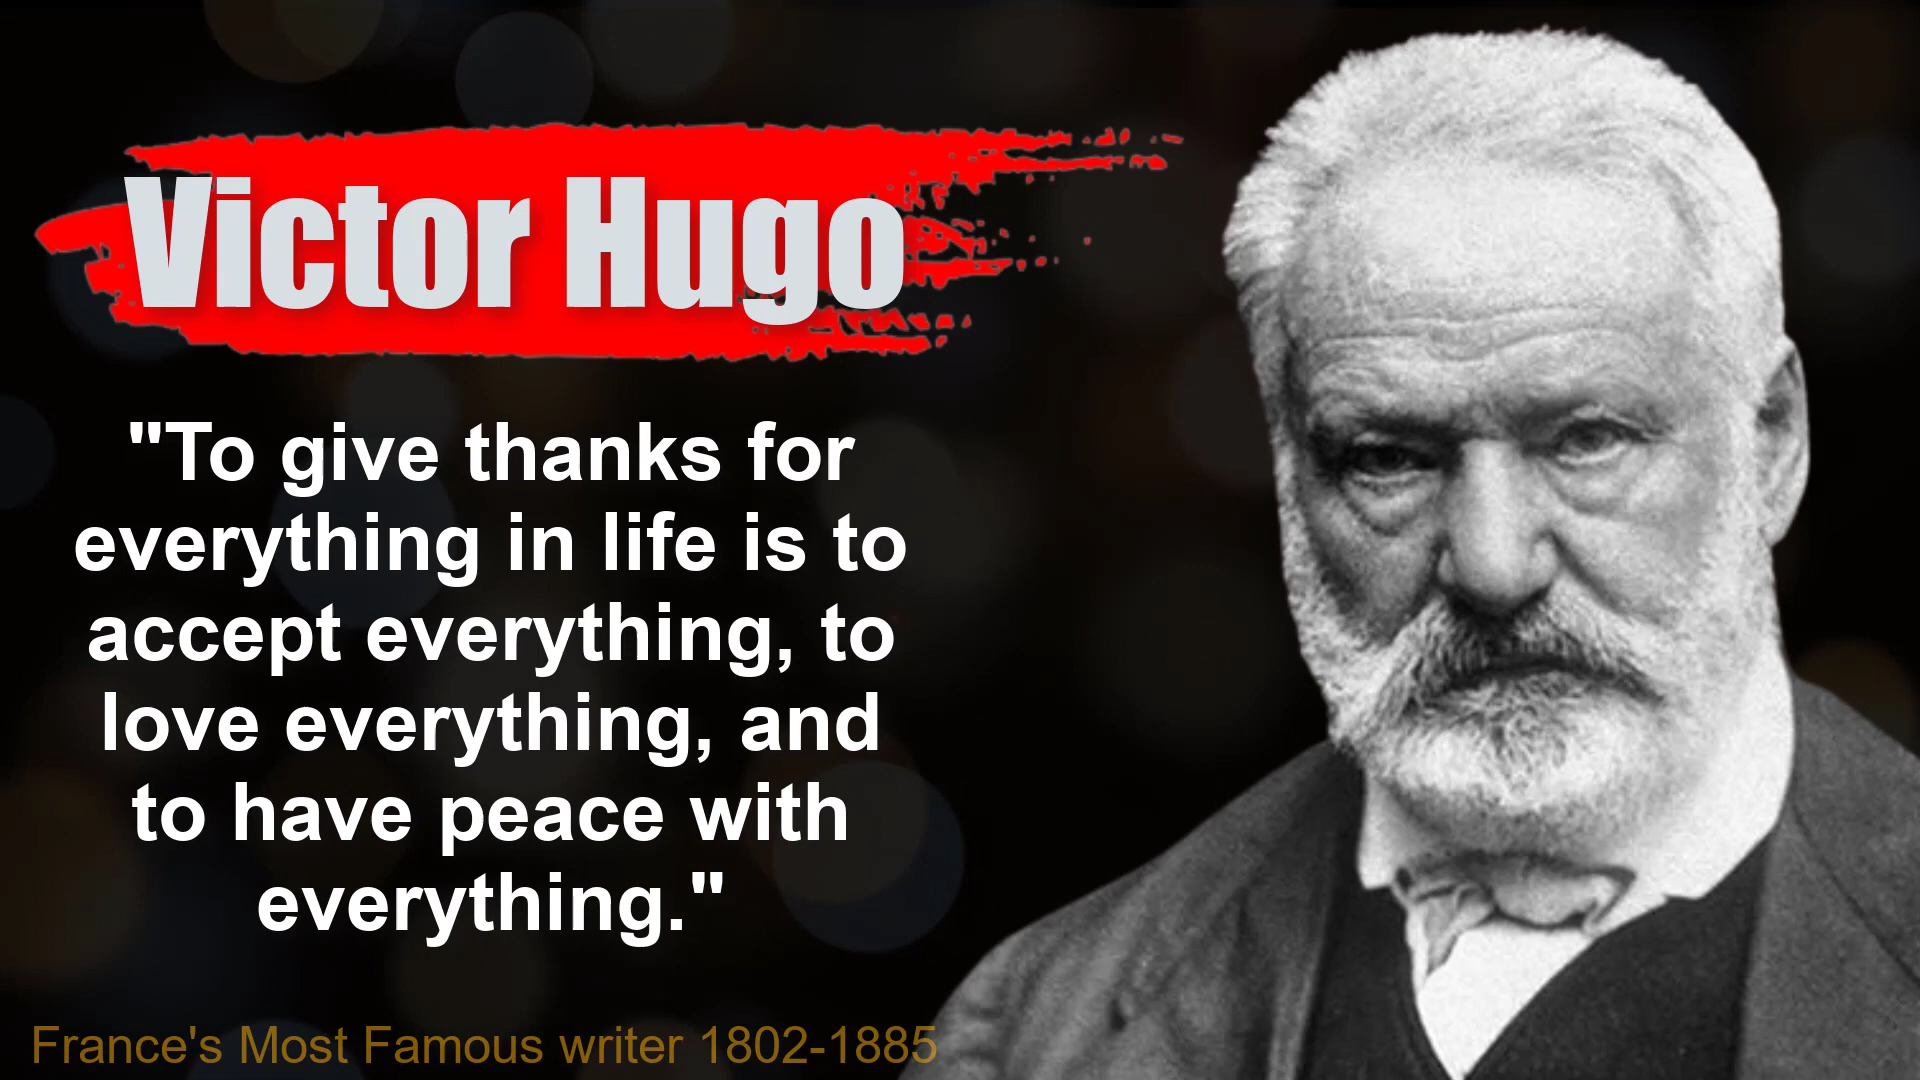 Victor Hugo
"To give thanks for
everything in life is to
accept everything, to
love everything, and
to have peace with
everything."
France's Most Famous writer 1802-1885